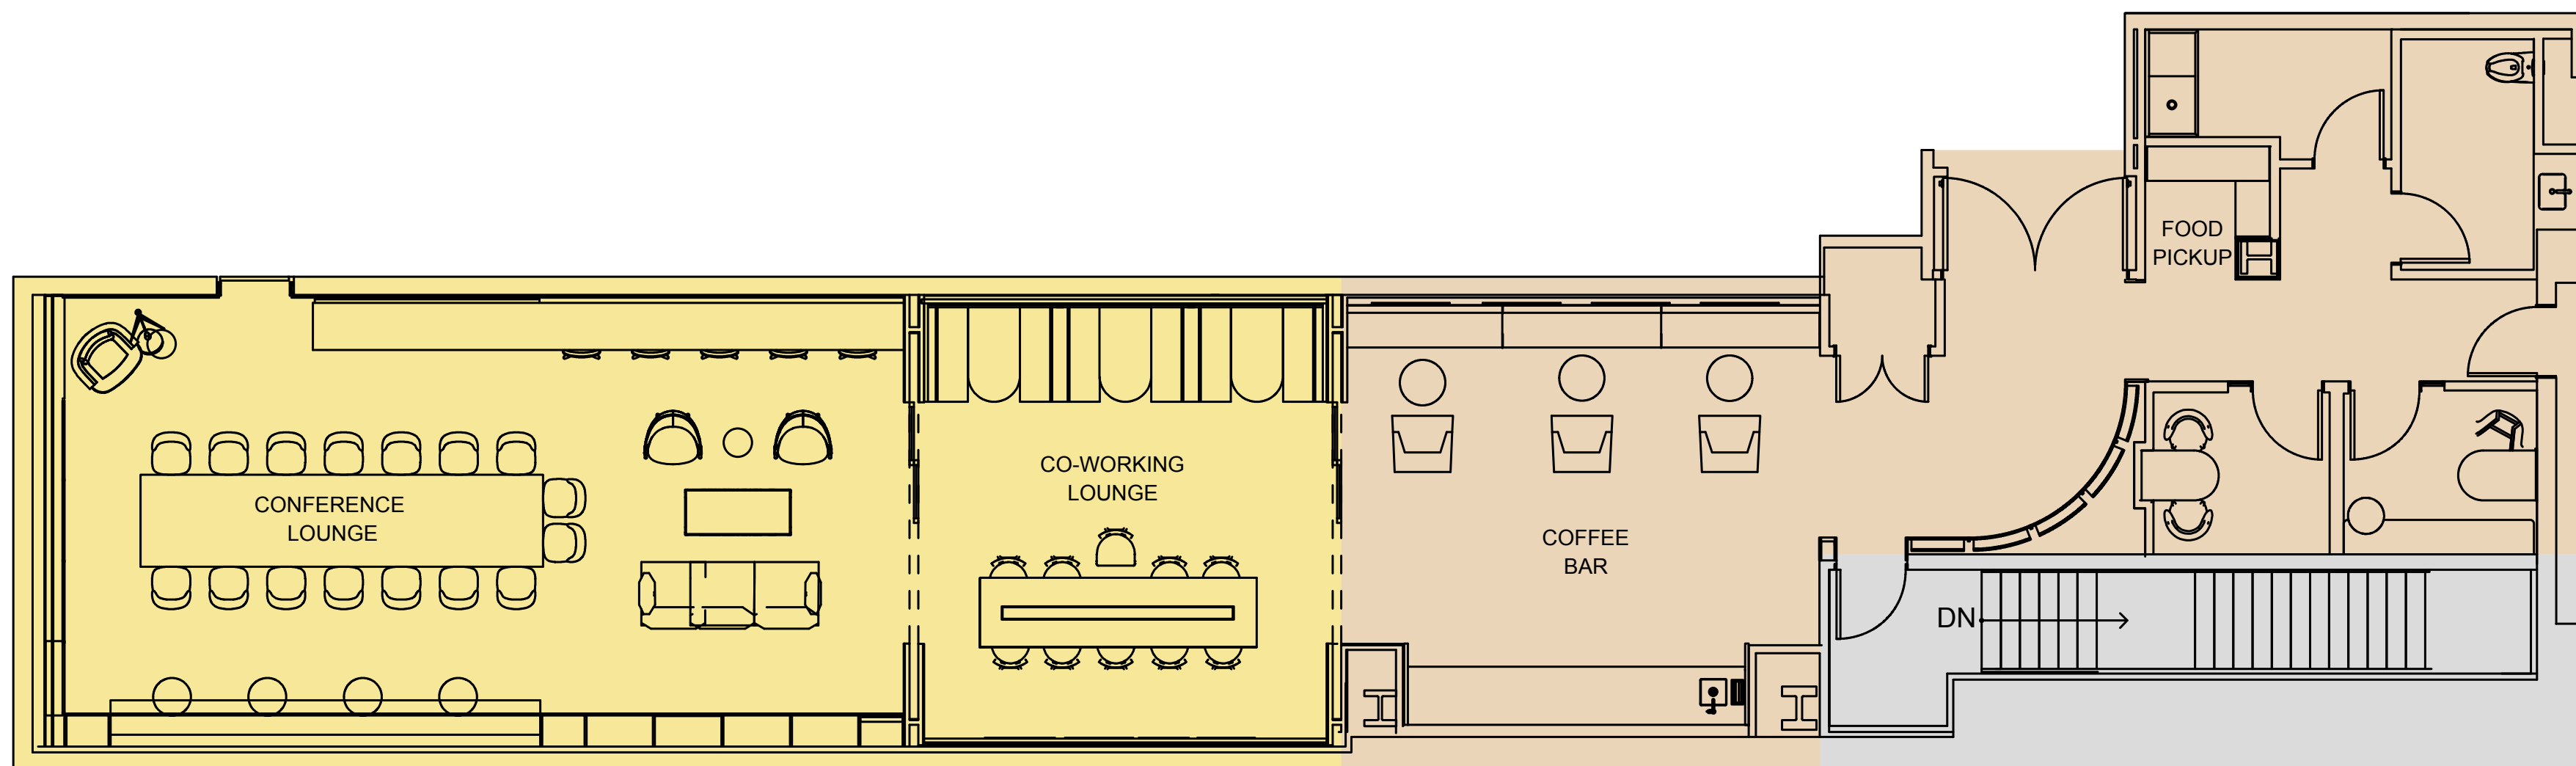 CONFERENCE
LOUNGE
CO-WORKING
LOUNGE
COFFEE
BAR
FOOD
PICKUP
DN